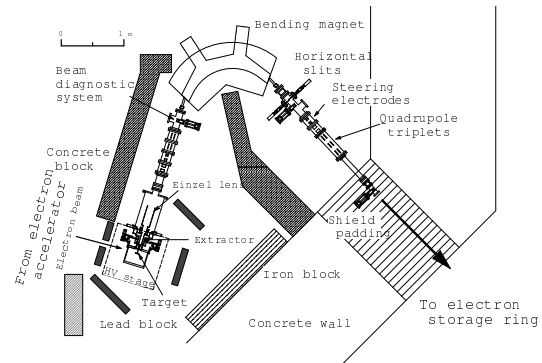 Bending magnet
0
1 m
Horizontal
slits
Beam
diagnostic
system
Steering
electrodes
Quadrupole
triplets
Concrete
block
Einzel lens
From electron
accelerator
Electron beam
Shield
padding
Extractor
HV stage
Iron block
Target
To electron
storage ring
Lead block
Concrete wall